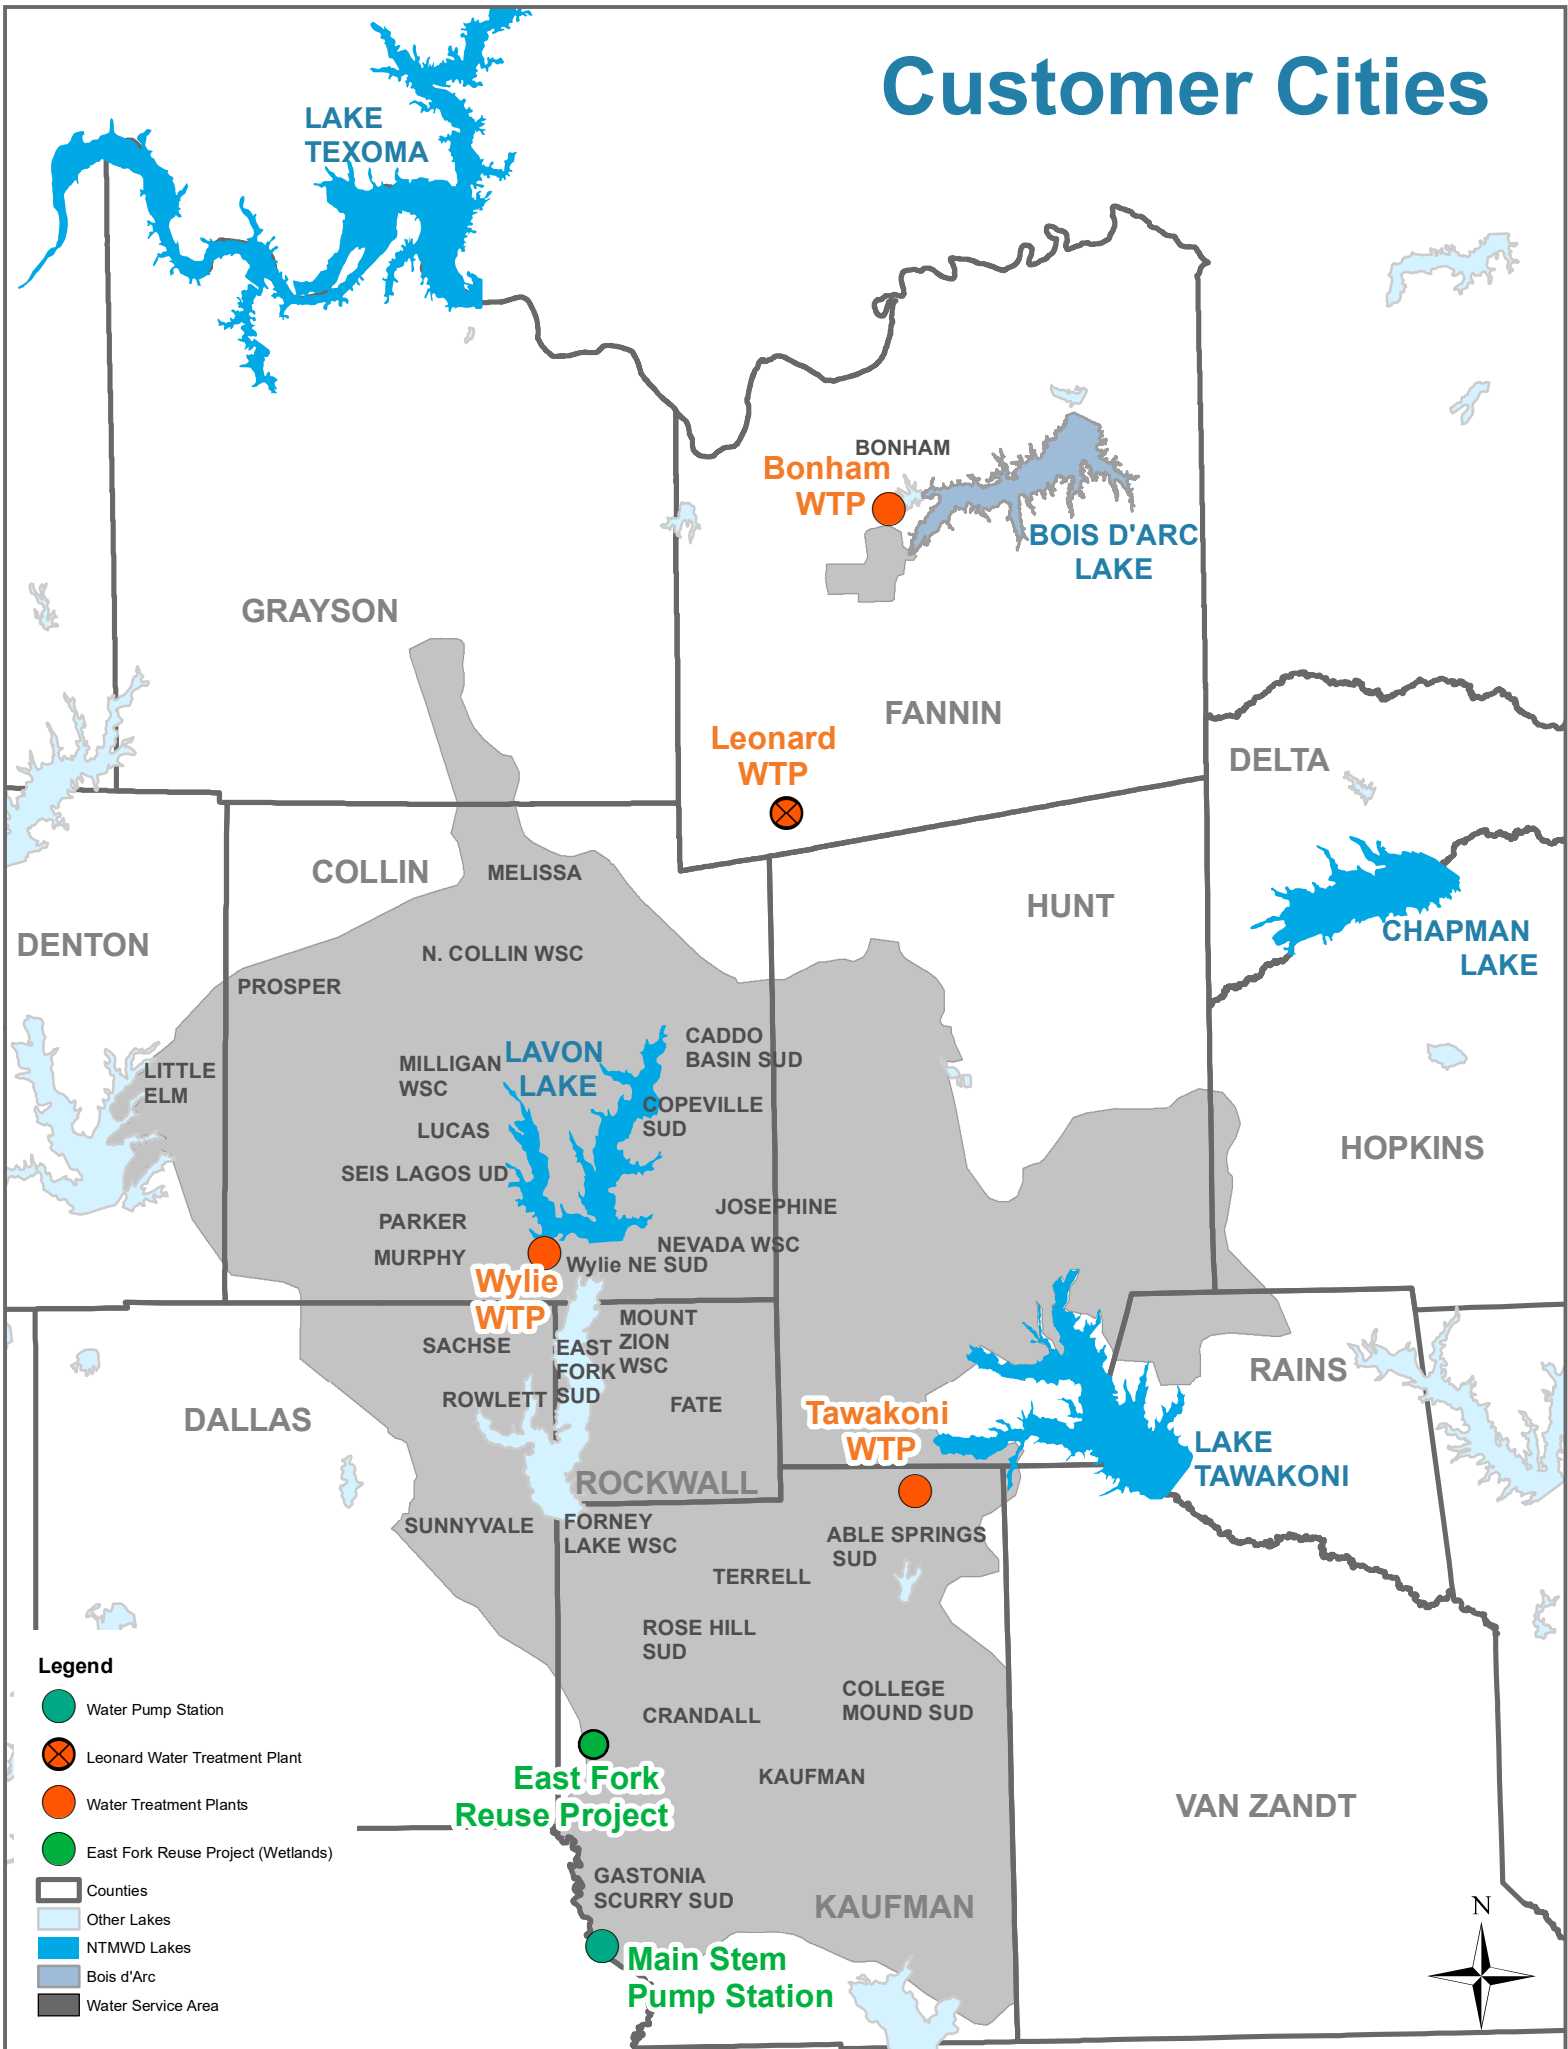 Customer Cities
LAKE
TEXOMA
BONHAM
Bonham
WTP
BOIS D'ARC
LAKE
GRAYSON
FANNIN
Leonard
WTP
DELTA
COLLIN
MELISSA
HUNT
CHAPMAN
LAKE
DENTON
N. COLLIN WSC
PROSPER
LITTLE
ELM
MILLIGAN
WSC
LAVON
LAKE
CADDO
BASIN SUD
COPEVILLE
SUD
LUCAS
HOPKINS
SEIS LAGOS UD
JOSEPHINE
PARKER
NEVADA WSC
MURPHY
Wylie NE SUD
Wylie
WTP
MOUNT
ZION
WSC
SACHSE
EAST
FORK
SUD
RAINS
ROWLETT
FATE
DALLAS
Tawakoni
WTP
LAKE
TAWAKONI
ROCKWALL
SUNNYVALE
FORNEY
LAKE WSC
ABLE SPRINGS
SUD
TERRELL
ROSE HILL
SUD
COLLEGE
MOUND SUD
CRANDALL
East Fork
Reuse Project
KAUFMAN
VAN ZANDT
GASTONIA
SCURRY SUD
KAUFMAN
Main Stem
Pump Station
N
Legend
Water Pump Station
Leonard Water Treatment Plant
Water Treatment Plants
East Fork Reuse Project (Wetlands)
Counties
Other Lakes
NTMWD Lakes
Bois d'Arc
Water Service Area